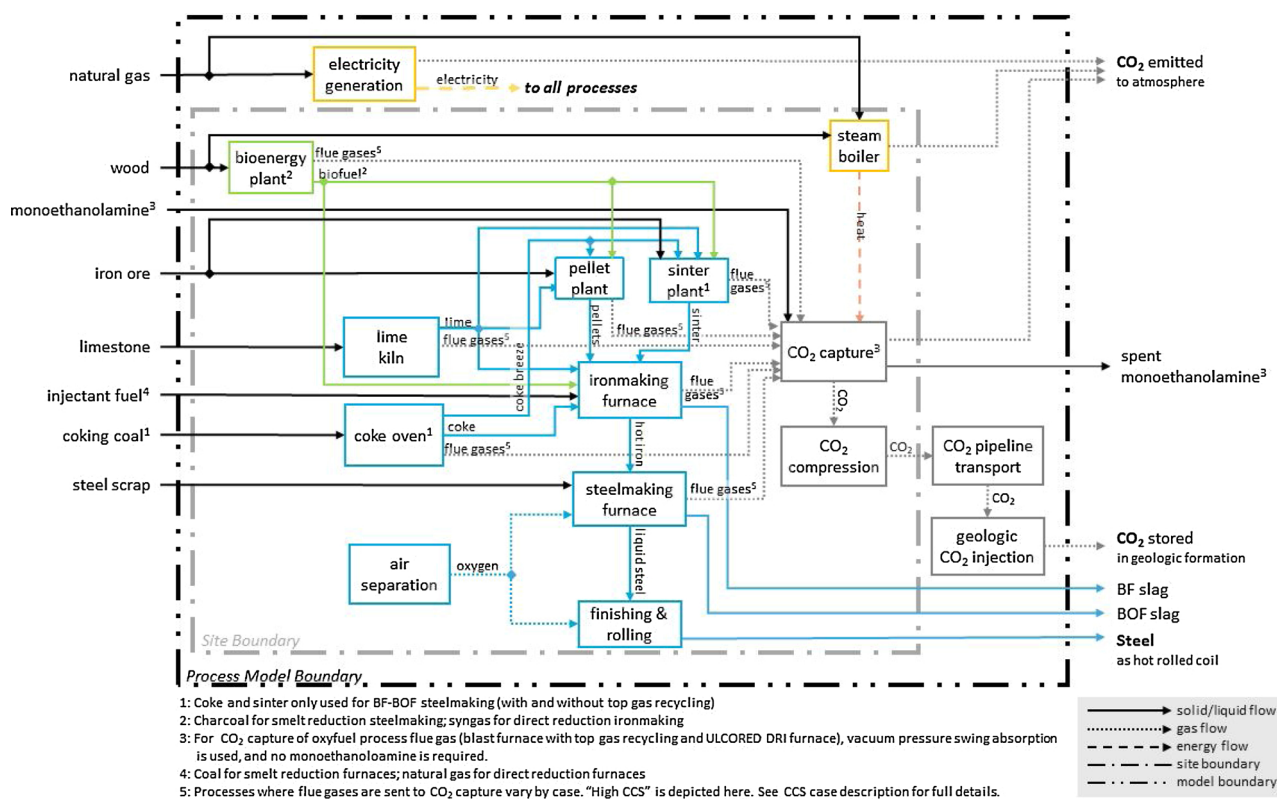 natural gas
electricity
generation
electricity
to all processes
CO2 emitted
to atmosphere
steam
boiler
wood
bioenergy
plant2
flue gases5
biofuel2
monoethanolamine3
heat
iron ore
pellet
plant
sinter
plant1
flue
gases5
pellets
sinter
flue gases5
lime
kiln
lime
flue gases5
limestone
CO2 capture3
spent
monoethanolamine3
coke breeze
ironmaking
furnace
flue
gases5
injectant fuel4
coking coal1
coke oven1
coke
flue gases5
hot iron
CO2
CO2
compression
CO2
CO2 pipeline
transport
CO2
steel scrap
steelmaking
furnace
flue gases5
geologic
CO2 injection
CO2 stored
in geologic formation
air
separation
oxygen
liquid steel
BF slag
BOF slag
finishing &
rolling
Steel
as hot rolled coil
Site Boundary
Process Model Boundary
1: Coke and sinter only used for BF-BOF steelmaking (with and without top gas recycling)
2: Charcoal for smelt reduction steelmaking; syngas for direct reduction ironmaking
3: For CO2 capture of oxyfuel process flue gas (blast furnace with top gas recycling and ULCORED DRI furnace), vacuum pressure swing absorption
is used, and no monoethanoloamine is required.
4: Coal for smelt reduction furnaces; natural gas for direct reduction furnaces
5: Processes where flue gases are sent to CO2 capture vary by case. “High CCS” is depicted here. See CCS case description for full details.
solid/liquid flow
gas flow
energy flow
site boundary
model boundary